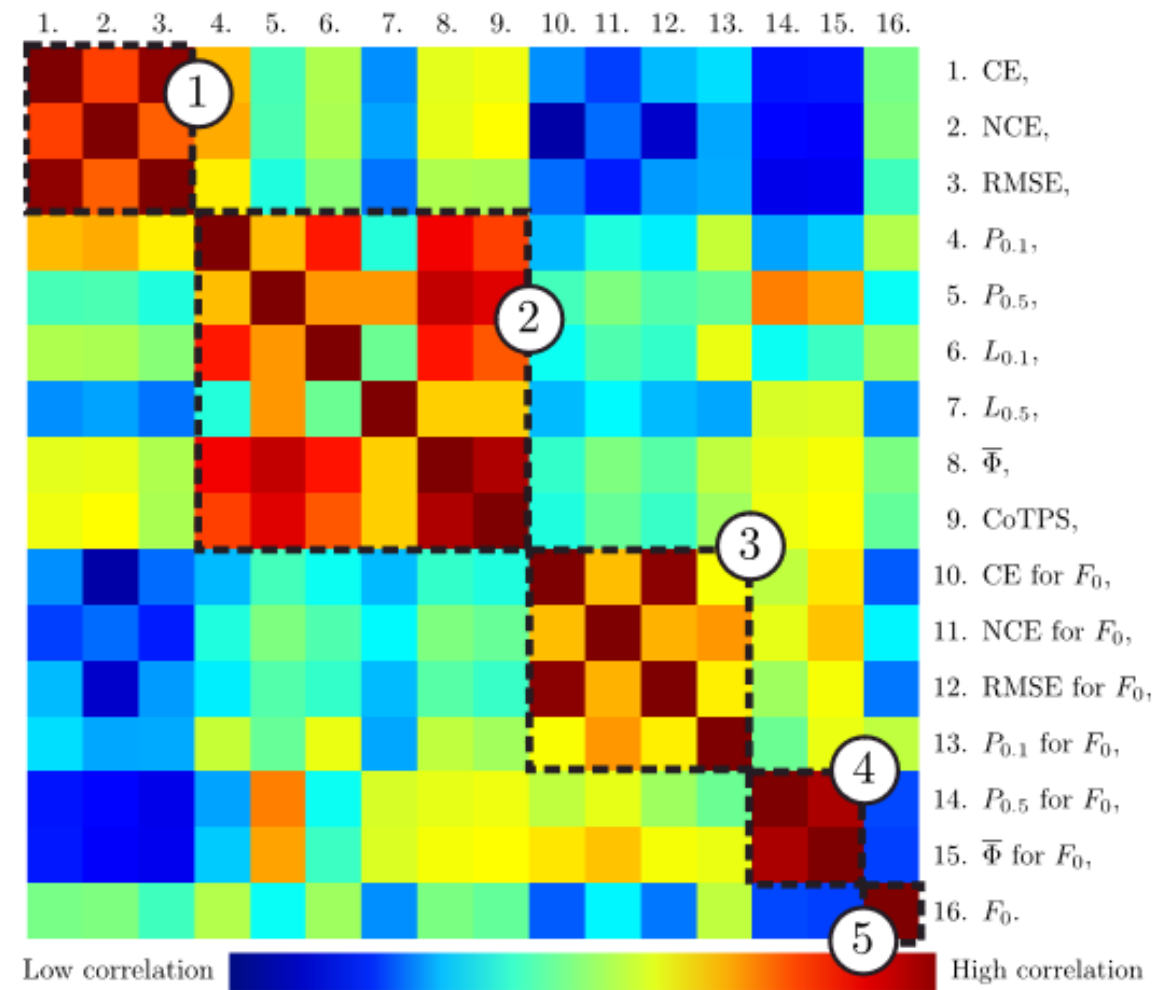 1. 2. 3. 4. 5. 6. 7. 8. 9. 10. 11. 12. 13. 14. 15. 16.
1
2
3
4
5
1. CE,
2. NCE,
3. RMSE,
4. P₀.₁,
5. P₀.₅,
6. L₀.₁,
7. L₀.₅,
8. Φ̅,
9. CoTPS,
10. CE for F₀,
11. NCE for F₀,
12. RMSE for F₀,
13. P₀.₁ for F₀,
14. P₀.₅ for F₀,
15. Φ̅ for F₀,
16. F₀.
Low correlation
High correlation